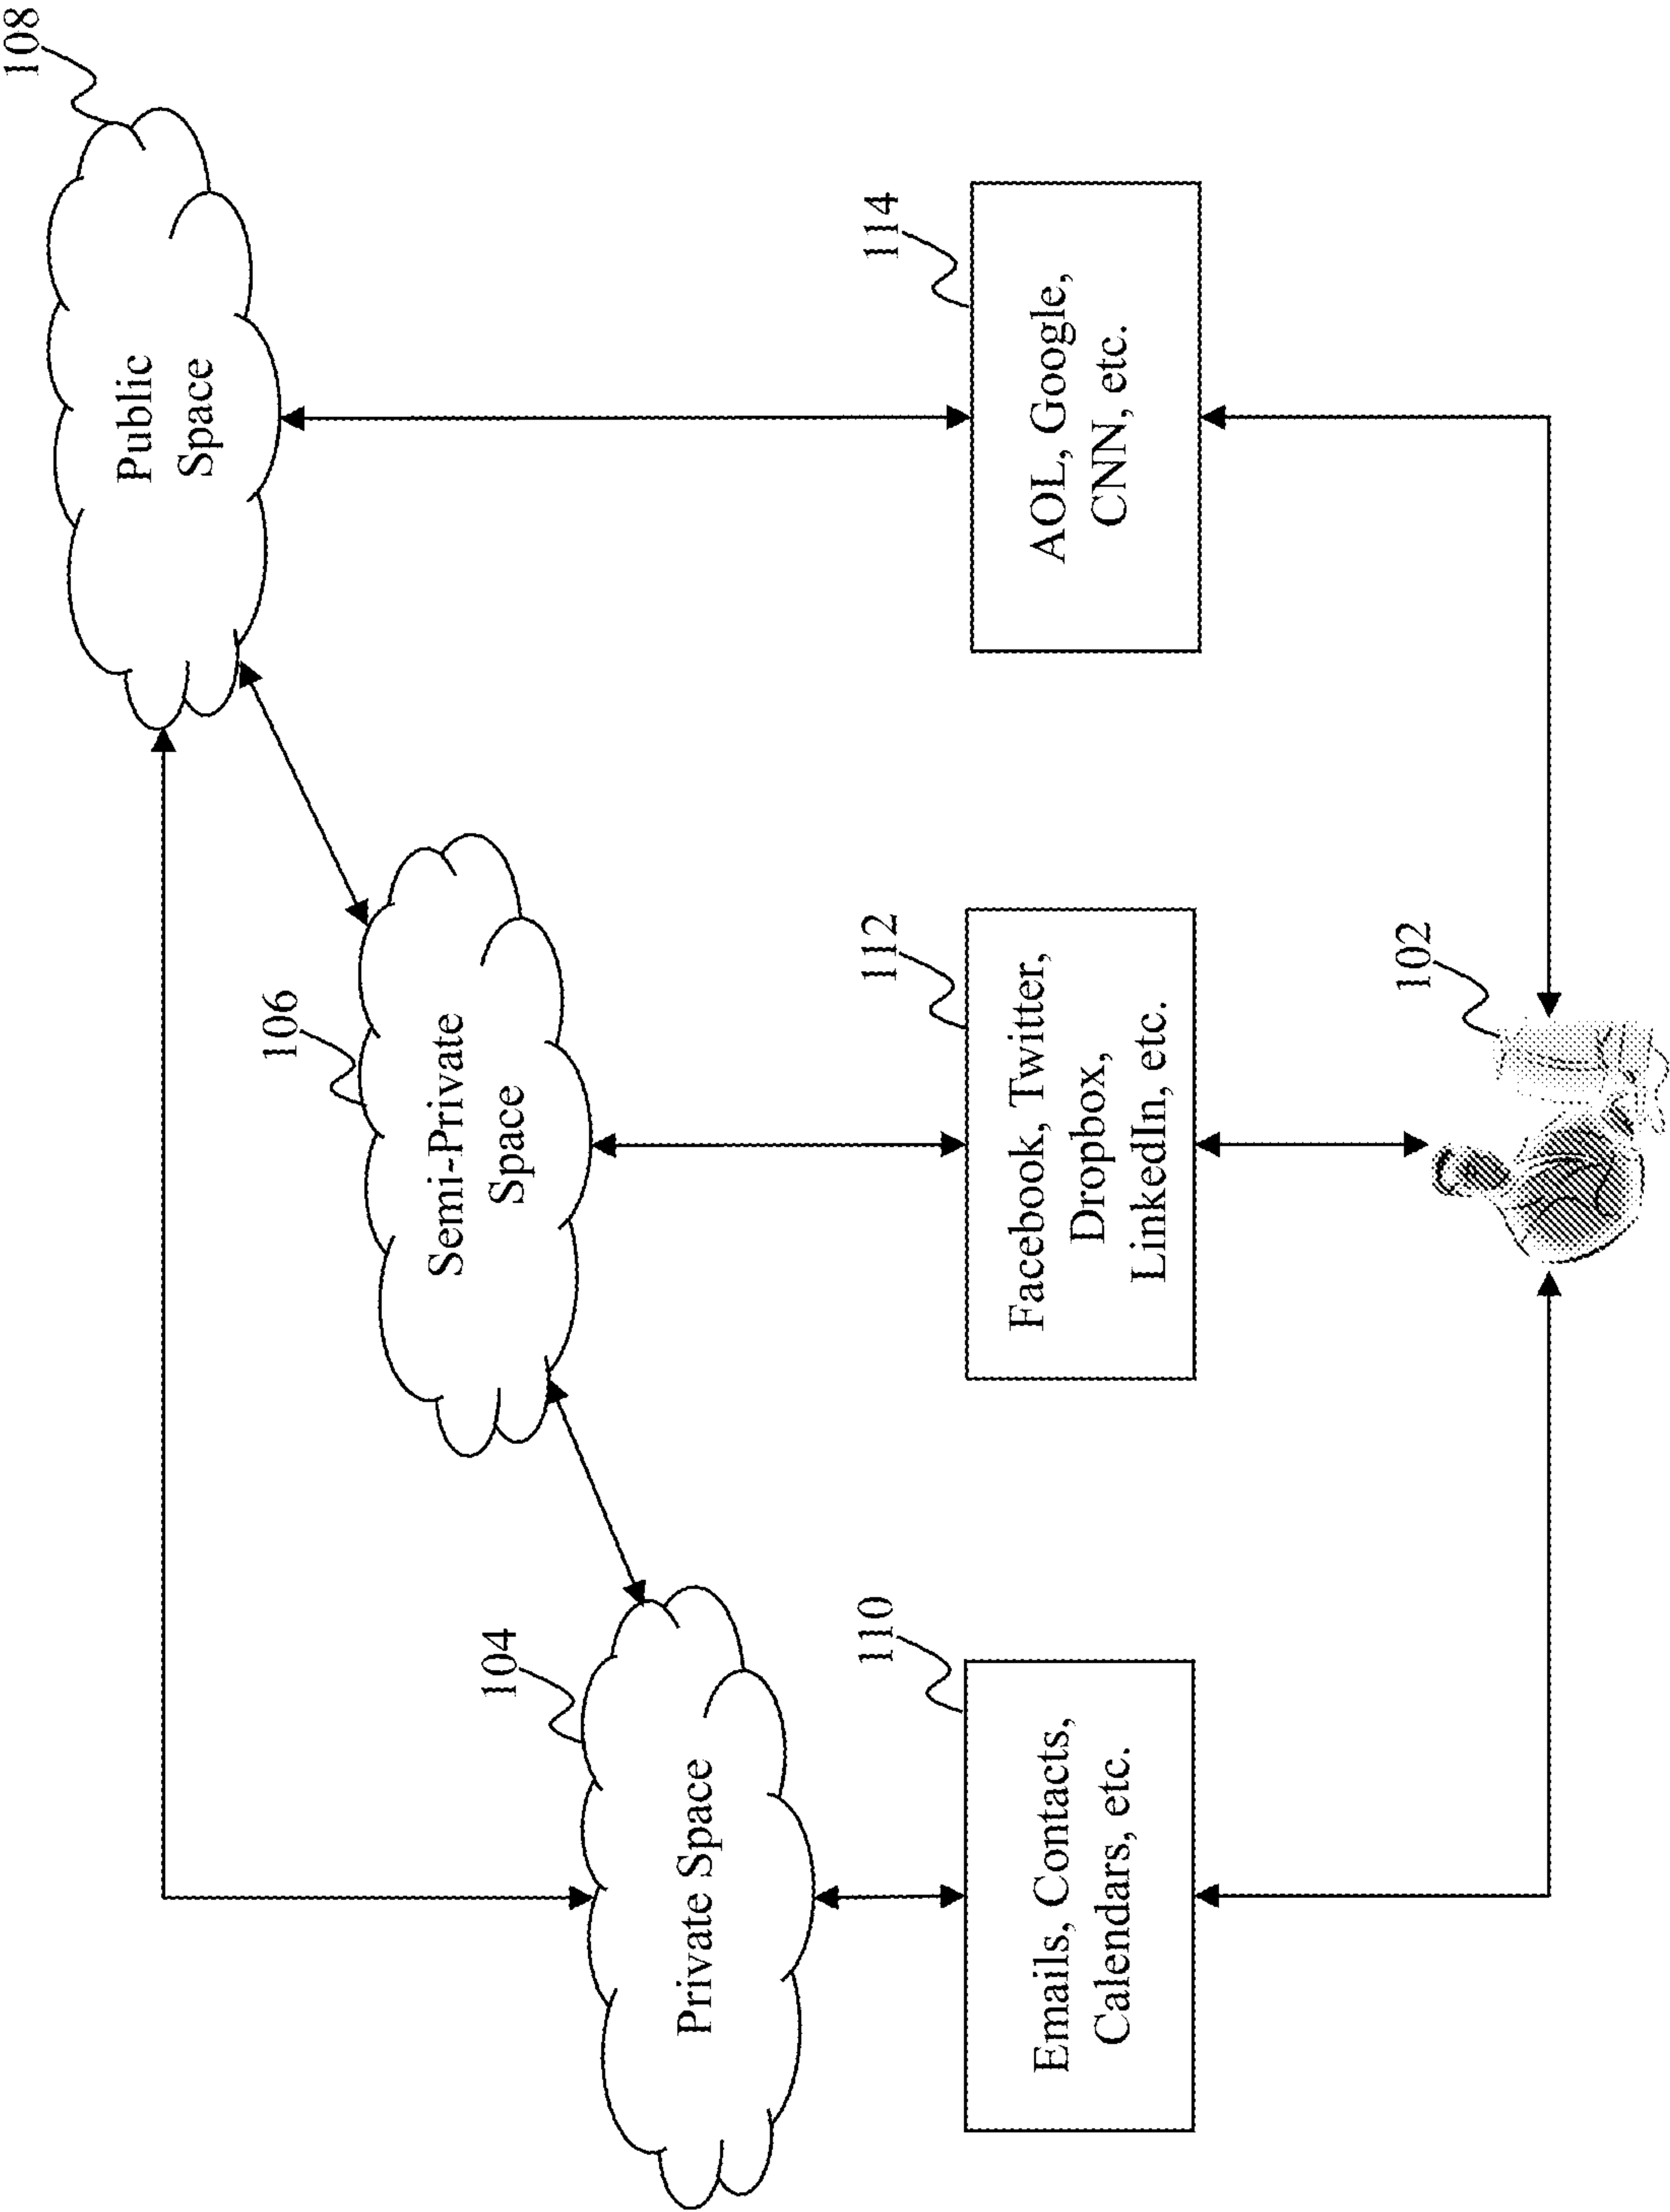 108
Public
Space
106
Semi-Private
Space
104
Private Space
110
Emails, Contacts,
Calendars, etc.
112
Facebook, Twitter,
Dropbox,
LinkedIn, etc.
114
AOL, Google,
CNN, etc.
102